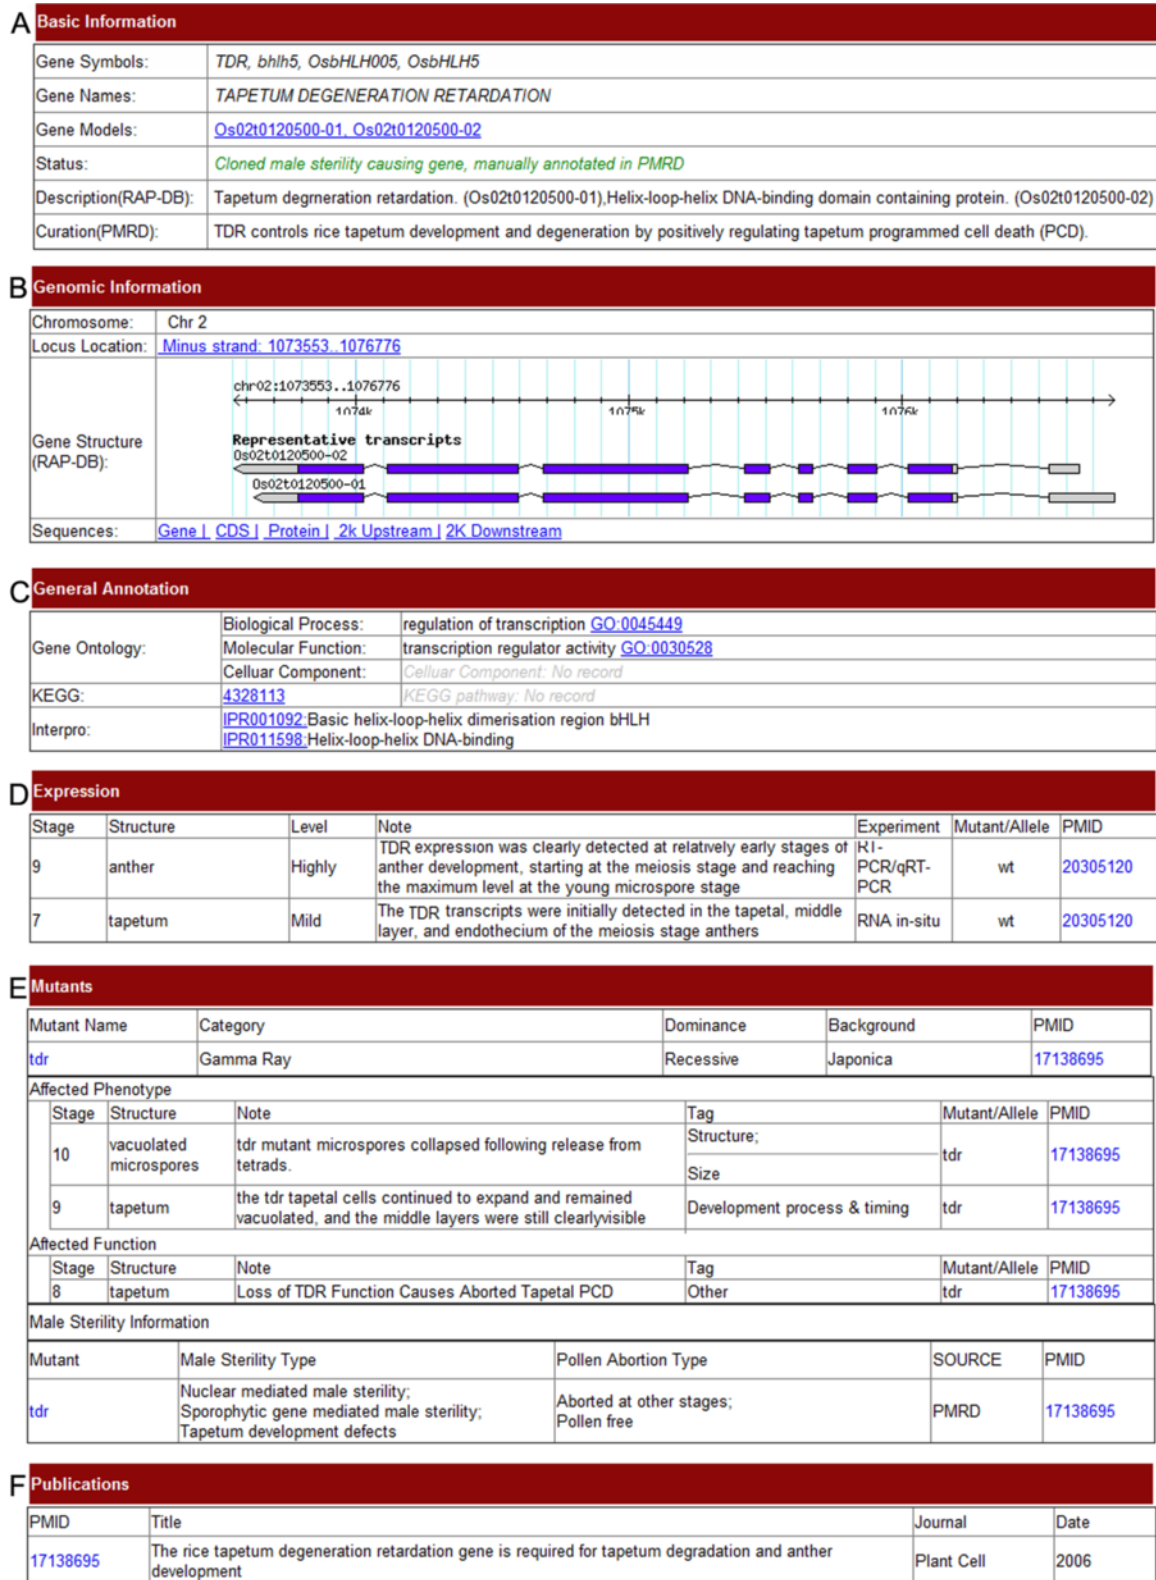 A Basic Information
Gene Symbols: TDR, bhlh5, OsbHLH005, OsbHLH5
Gene Names: TAPETUM DEGENERATION RETARDATION
Gene Models: Os02t0120500-01, Os02t0120500-02
Status: Cloned male sterility causing gene, manually annotated in PMRD
Description(RAP-DB): Tapetum degrneration retardation. (Os02t0120500-01),Helix-loop-helix DNA-binding domain containing protein. (Os02t0120500-02)
Curation(PMRD): TDR controls rice tapetum development and degeneration by positively regulating tapetum programmed cell death (PCD).
B Genomic Information
Chromosome: Chr 2
Locus Location: Minus strand: 1073553..1076776
Gene Structure
(RAP-DB):
chr02:1073553..1076776
1074k 1075k 1076k
Representative transcripts
Os02t0120500-02
Os02t0120500-01
Sequences: Gene | CDS | Protein | 2k Upstream | 2K Downstream
C General Annotation
Gene Ontology:
Biological Process: regulation of transcription GO:0045449
Molecular Function: transcription regulator activity GO:0030528
Celluar Component: Celluar Component: No record
KEGG: 4328113 KEGG pathway: No record
Interpro:
IPR001092:Basic helix-loop-helix dimerisation region bHLH
IPR011598:Helix-loop-helix DNA-binding
D Expression
Stage Structure Level Note Experiment Mutant/Allele PMID
9 anther Highly
TDR expression was clearly detected at relatively early stages of
anther development, starting at the meiosis stage and reaching
the maximum level at the young microspore stage
RT-
PCR/qRT-
PCR
wt 20305120
7 tapetum Mild
The TDR transcripts were initially detected in the tapetal, middle
layer, and endothecium of the meiosis stage anthers
RNA in-situ wt 20305120
E Mutants
Mutant Name Category Dominance Background PMID
tdr Gamma Ray Recessive Japonica 17138695
Affected Phenotype
Stage Structure Note Tag Mutant/Allele PMID
10
vacuolated
microspores
tdr mutant microspores collapsed following release from
tetrads.
Structure;
Size
tdr 17138695
9 tapetum
the tdr tapetal cells continued to expand and remained
vacuolated, and the middle layers were still clearlyvisible
Development process & timing tdr 17138695
Affected Function
Stage Structure Note Tag Mutant/Allele PMID
8 tapetum Loss of TDR Function Causes Aborted Tapetal PCD Other tdr 17138695
Male Sterility Information
Mutant Male Sterility Type Pollen Abortion Type SOURCE PMID
tdr
Nuclear mediated male sterility;
Sporophytic gene mediated male sterility;
Tapetum development defects
Aborted at other stages;
Pollen free
PMRD 17138695
F Publications
PMID Title Journal Date
17138695
The rice tapetum degeneration retardation gene is required for tapetum degradation and anther
development
Plant Cell 2006